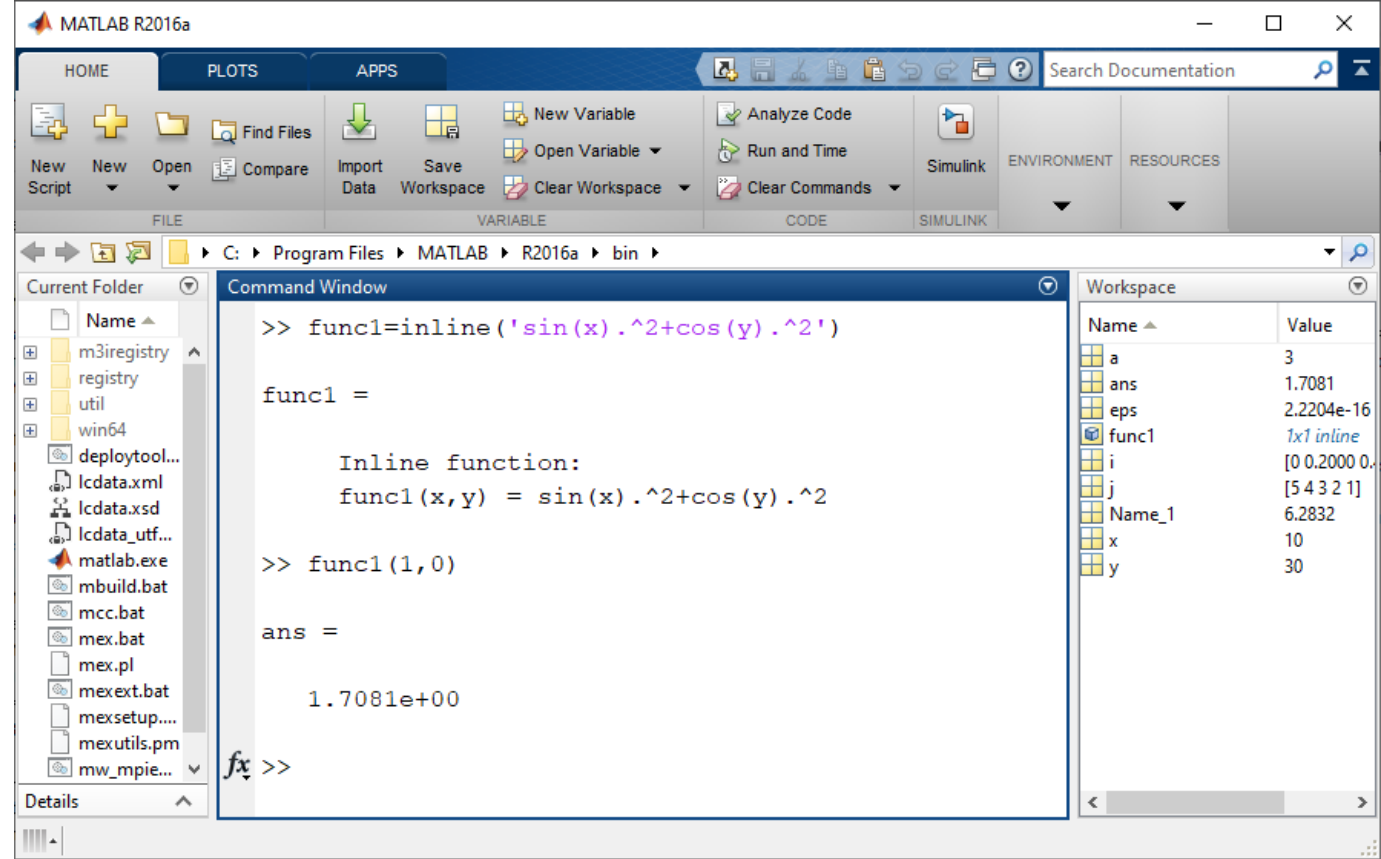 MATLAB R2016a
HOME PLOTS APPS Search Documentation
New Script
New
Open
Find Files
Compare
FILE
Import Data
Save Workspace
New Variable
Open Variable
Clear Workspace
VARIABLE
Analyze Code
Run and Time
Clear Commands
CODE
Simulink
SIMULINK
ENVIRONMENT
RESOURCES
C: Program Files MATLAB R2016a bin
Current Folder
Name
m3iregistry
registry
util
win64
deploytool...
lcdata.xml
lcdata.xsd
lcdata_utf...
matlab.exe
mbuild.bat
mcc.bat
mex.bat
mex.pl
mexext.bat
mexsetup....
mexutils.pm
mw_mpie...
Details
Command Window
>> func1=inline('sin(x).^2+cos(y).^2')
func1 =
Inline function:
func1(x,y) = sin(x).^2+cos(y).^2
>> func1(1,0)
ans =
1.7081e+00
fx >>
Workspace
Name Value
a 3
ans 1.7081
eps 2.2204e-16
func1 1x1 inline
i [0 0.2000 0.
j [5 4 3 2 1]
Name_1 6.2832
x 10
y 30